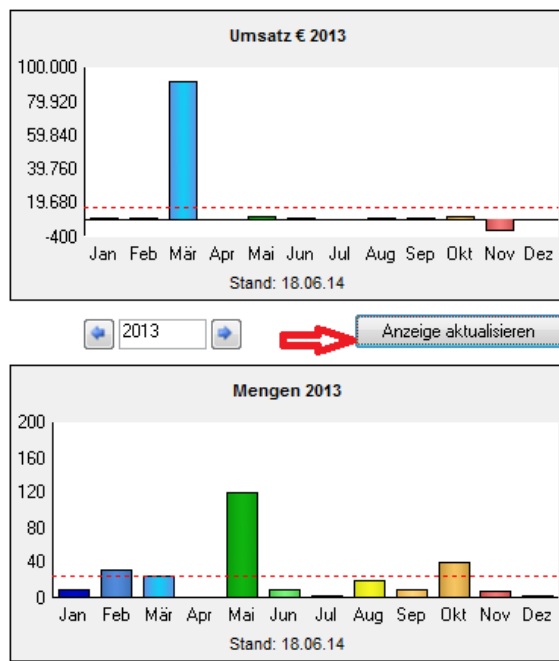 Umsatz € 2013
100.000
79.920
59.840
39.760
19.680
-400
Jan Feb Mär Apr Mai Jun Jul Aug Sep Okt Nov Dez
Stand: 18.06.14
2013 Anzeige aktualisieren
Mengen 2013
200
160
120
80
40
0
Jan Feb Mär Apr Mai Jun Jul Aug Sep Okt Nov Dez
Stand: 18.06.14